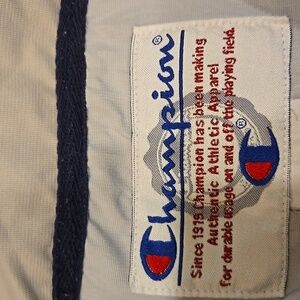 Champion®
Since 1919 Champion has been making
Authentic Athletic Apparel
for durable usage on and off the playing field.
®